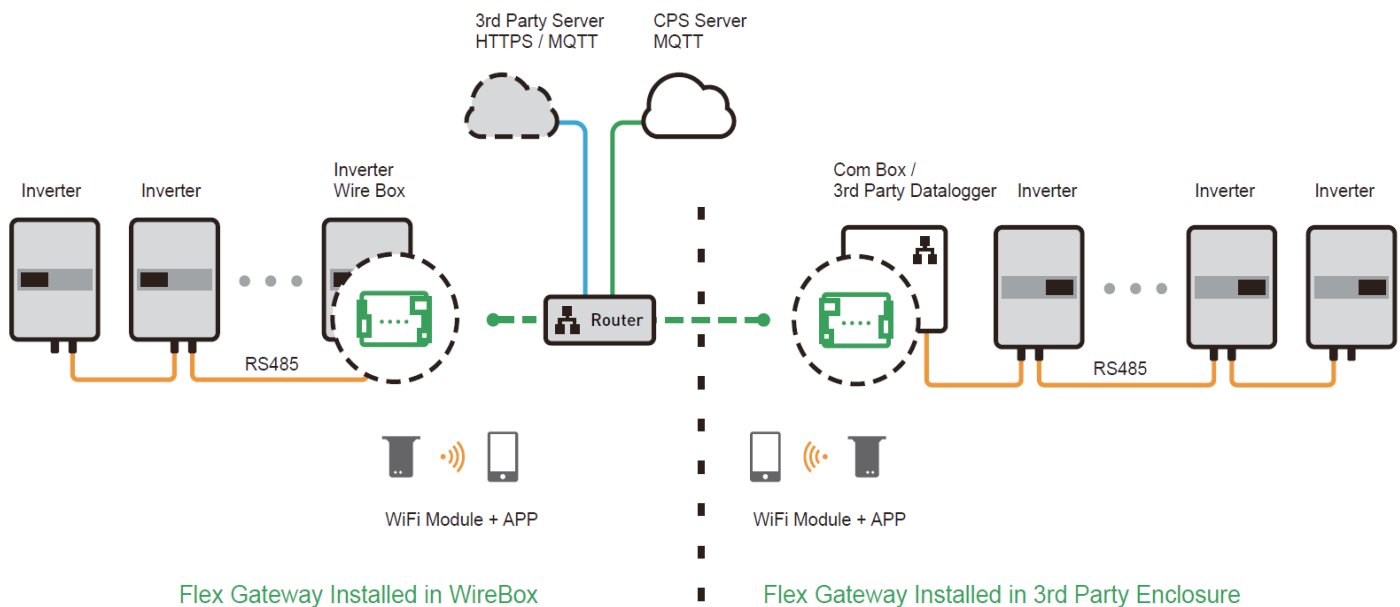 3rd Party Server
HTTPS / MQTT
CPS Server
MQTT
Inverter
Inverter
Inverter
Wire Box
Com Box /
3rd Party Datalogger
Inverter
Inverter
Inverter
Router
RS485
RS485
WiFi Module + APP
WiFi Module + APP
Flex Gateway Installed in WireBox
Flex Gateway Installed in 3rd Party Enclosure